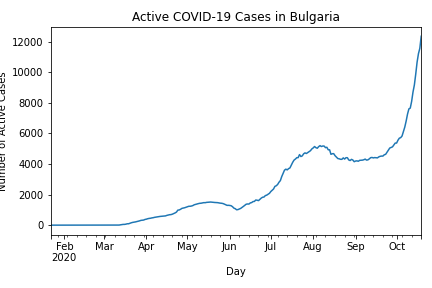 Active COVID-19 Cases in Bulgaria
Number of Active Cases
12000
10000
8000
6000
4000
2000
0
Feb Mar Apr May Jun Jul Aug Sep Oct
2020
Day